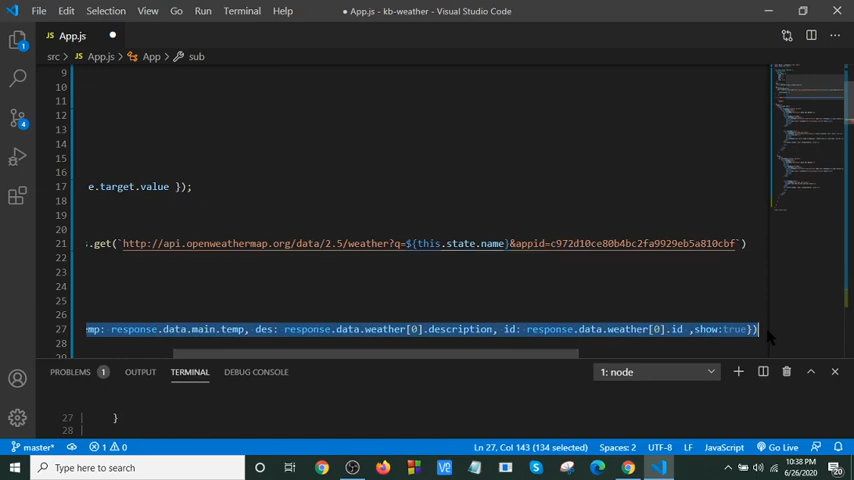 File Edit Selection View Go Run Terminal Help ● App.js - kb-weather - Visual Studio Code
JS App.js ●
src > JS App.js > App > sub
9
10
11
12
13
14
15
16
17 e.target.value });
18
19
20
21 s.get(`http://api.openweathermap.org/data/2.5/weather?q=${this.state.name}&appid=c972d10ce80b4bc2fa9929eb5a810cbf`)
22
23
24
25
26
27 emp: response.data.main.temp, des: response.data.weather[0].description, id: response.data.weather[0].id ,show:true})
28
29
PROBLEMS 1 OUTPUT TERMINAL DEBUG CONSOLE 1: node
27 | }
28 |
master* 1 0 Ln 27, Col 143 (134 selected) Spaces: 2 UTF-8 LF JavaScript Go Live
Type here to search
10:38 PM
6/26/2020
20
1
4